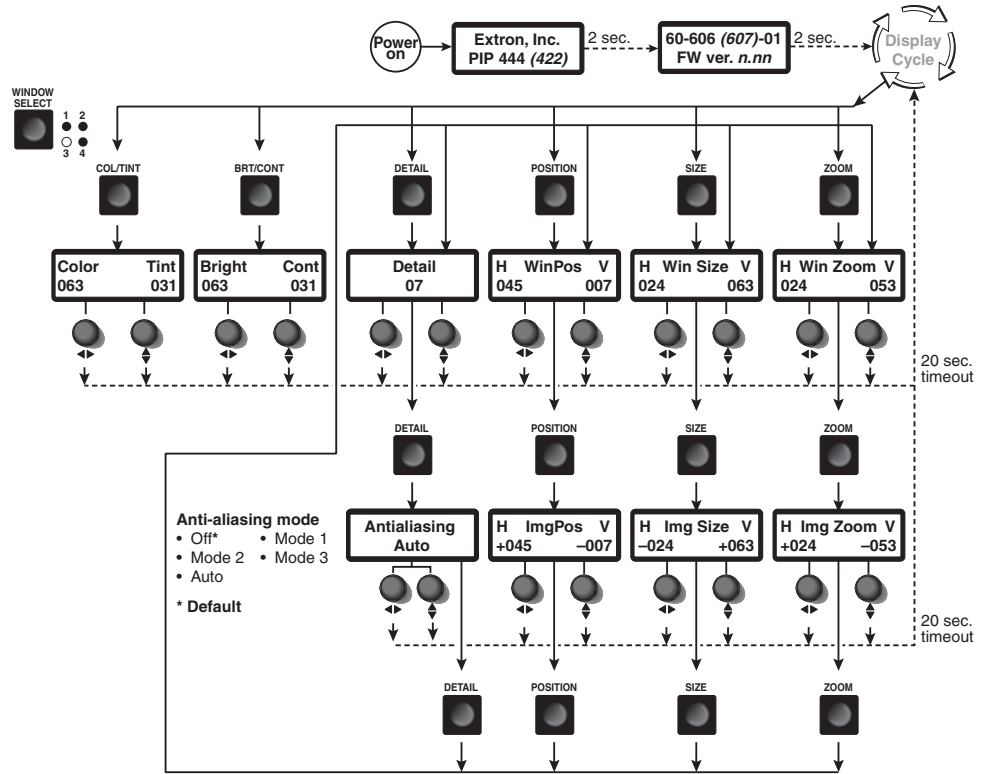 Power
on
Extron, Inc.
PIP 444 (422)
2 sec.
60-606 (607)-01
FW ver. n.nn
2 sec.
Display
Cycle
WINDOW
SELECT
1 2
3 4
COL/TINT
BRT/CONT
DETAIL
POSITION
SIZE
ZOOM
Color Tint
063 031
Bright Cont
063 031
Detail
07
H WinPos V
045 007
H Win Size V
024 063
H Win Zoom V
024 053
20 sec.
timeout
DETAIL
POSITION
SIZE
ZOOM
Anti-aliasing mode
• Off* • Mode 1
• Mode 2 • Mode 3
• Auto
* Default
Antialiasing
Auto
H ImgPos V
+045 –007
H Img Size V
–024 +063
H Img Zoom V
+024 –053
20 sec.
timeout
DETAIL
POSITION
SIZE
ZOOM